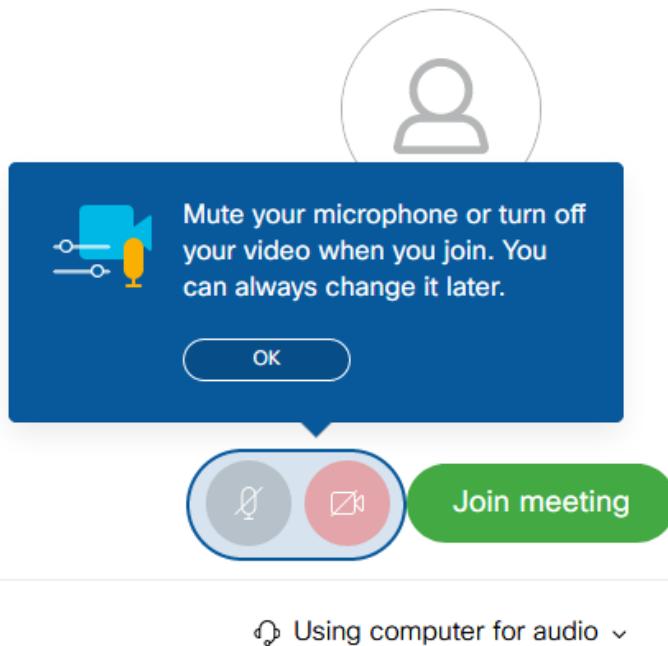 Mute your microphone or turn off
your video when you join. You
can always change it later.
OK
Join meeting
Using computer for audio